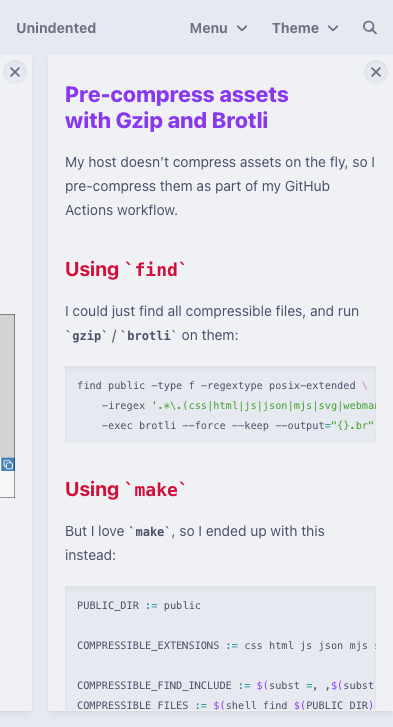 Unindented Menu Theme
Pre-compress assets
with Gzip and Brotli
My host doesn’t compress assets on the fly, so I
pre-compress them as part of my GitHub
Actions workflow.
Using `find`
I could just find all compressible files, and run
`gzip` / `brotli` on them:
find public -type f -regextype posix-extended \
-iregex '.*\.(css|html|js|json|mjs|svg|webma
-exec brotli --force --keep --output="{}.br"
Using `make`
But I love `make`, so I ended up with this
instead:
PUBLIC_DIR := public
COMPRESSIBLE_EXTENSIONS := css html js json mjs
COMPRESSIBLE_FIND_INCLUDE := $(subst =, ,$(subst
COMPRESSIBLE_FILES := $(shell find $(PUBLIC_DIR)